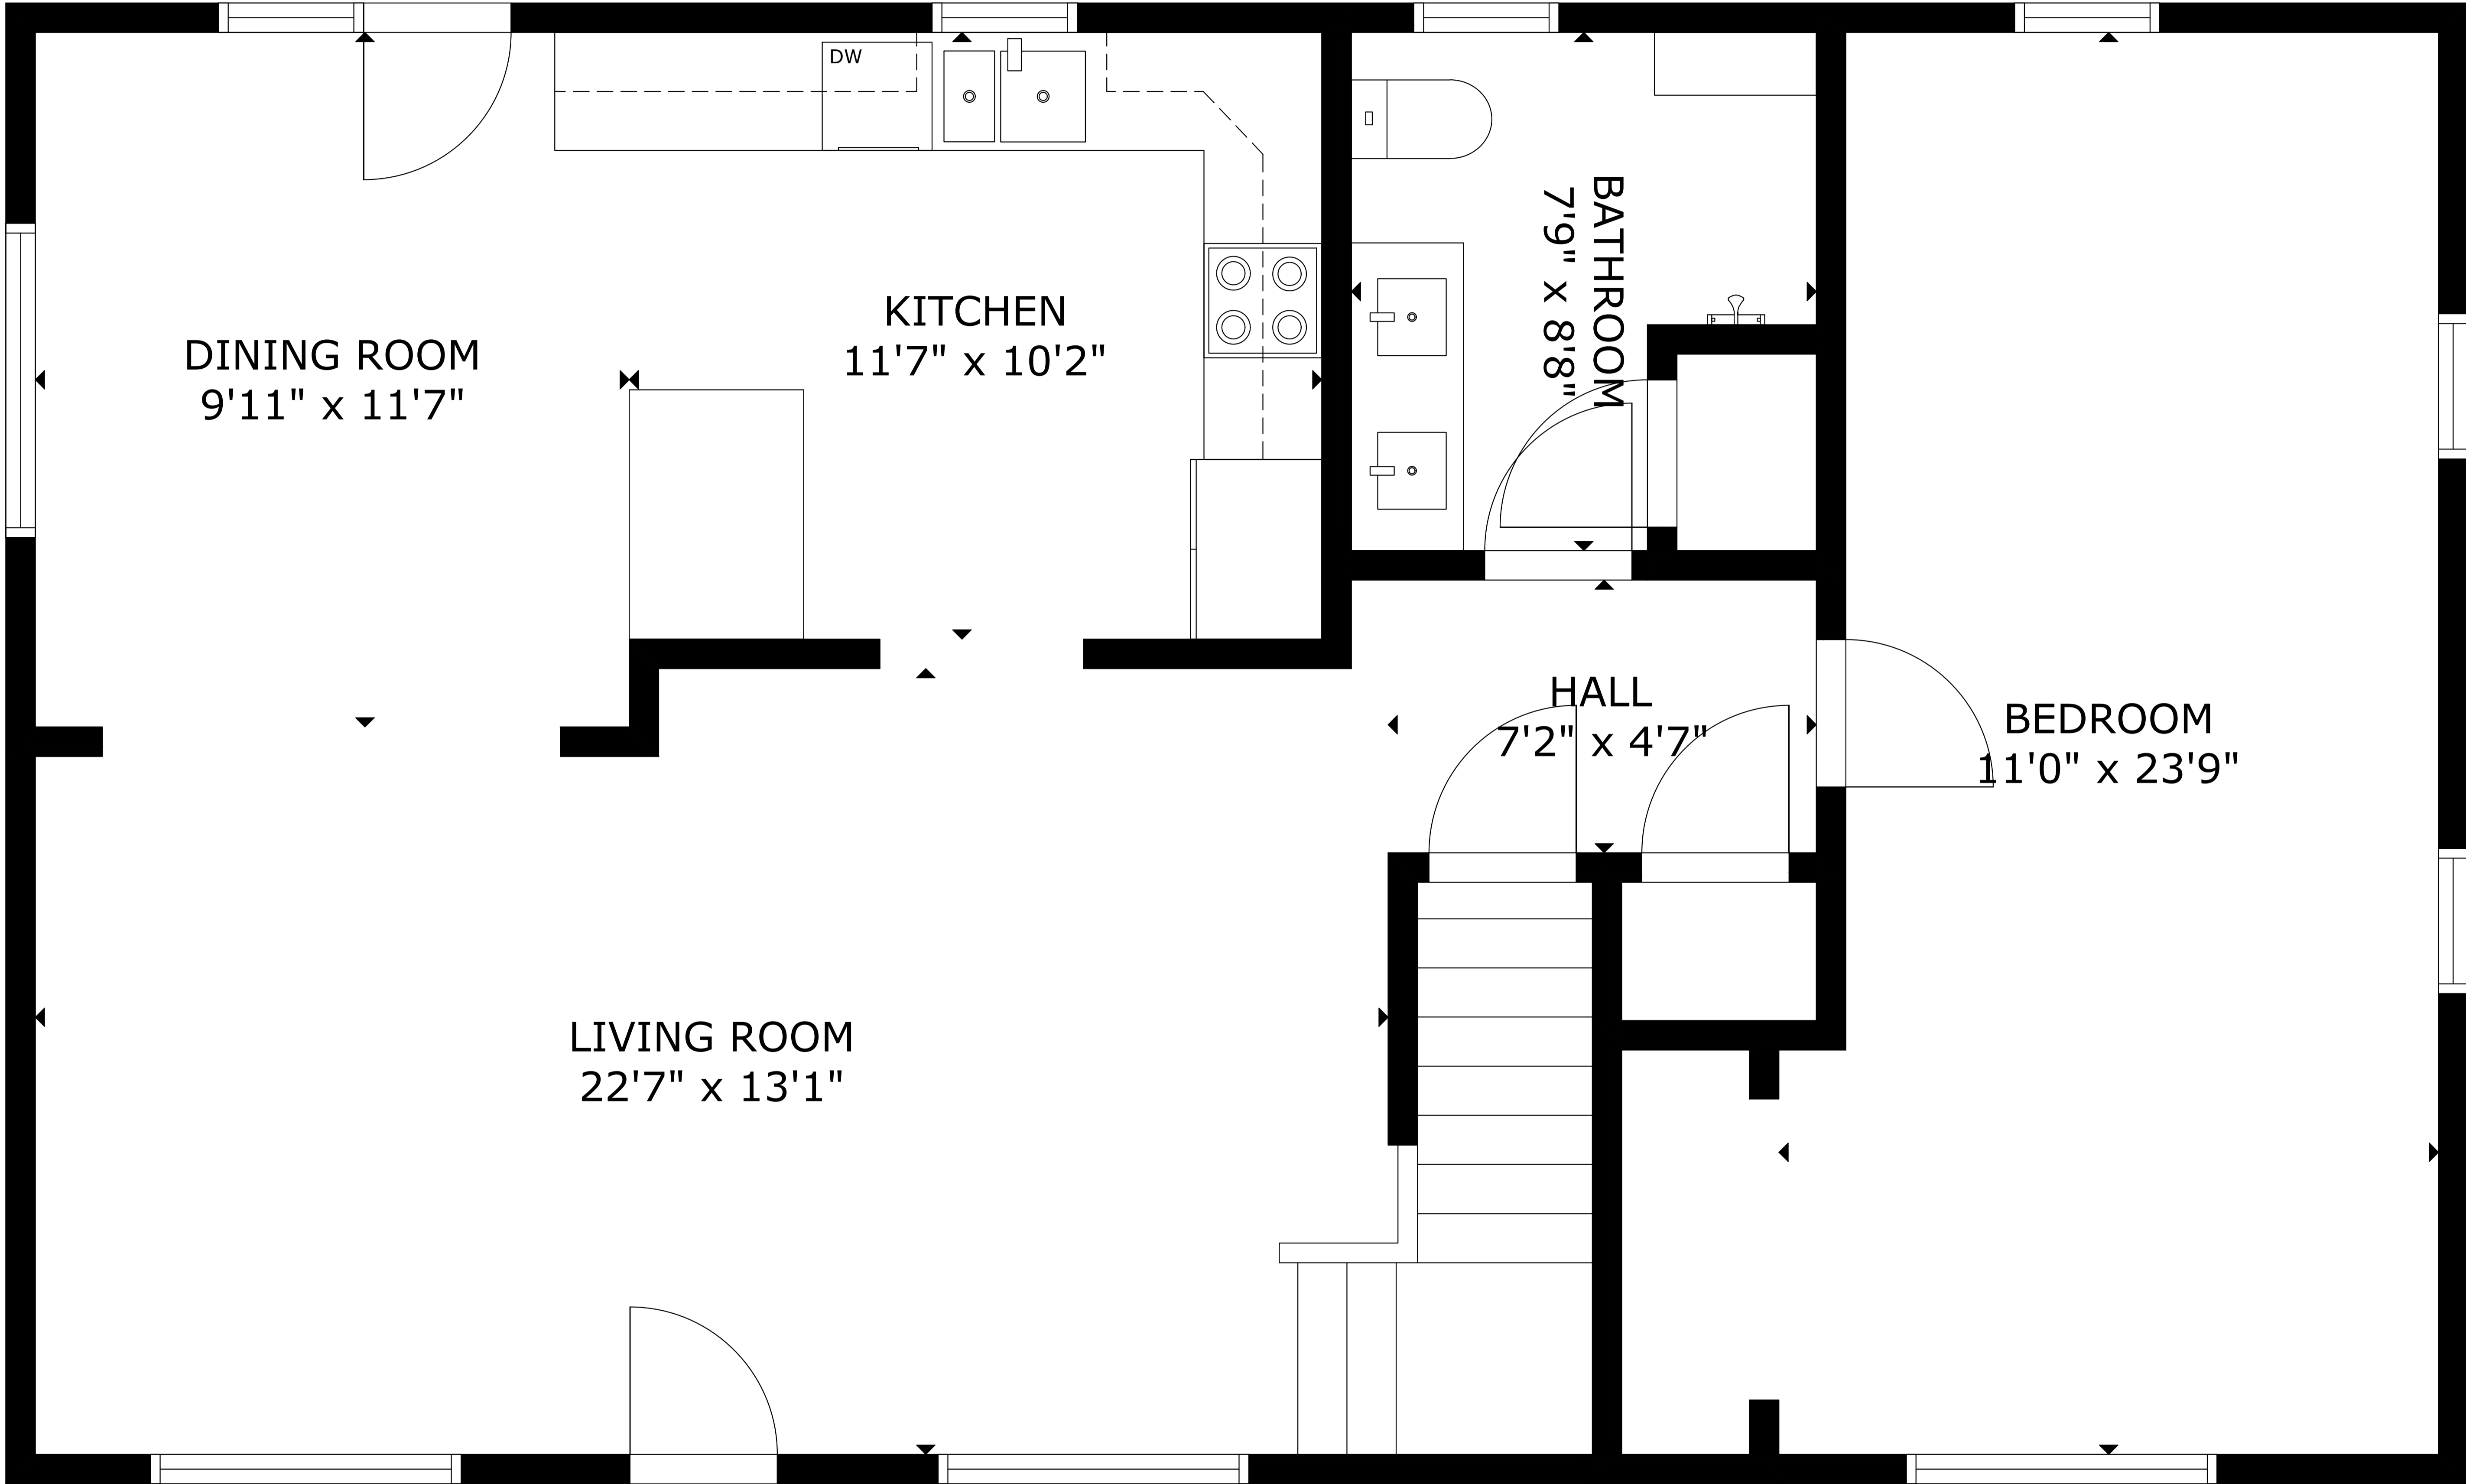 DW
DINING ROOM
9'11" x 11'7"
KITCHEN
11'7" x 10'2"
BATHROOM
7'9" x 8'8"
HALL
7'2" x 4'7"
BEDROOM
11'0" x 23'9"
LIVING ROOM
22'7" x 13'1"